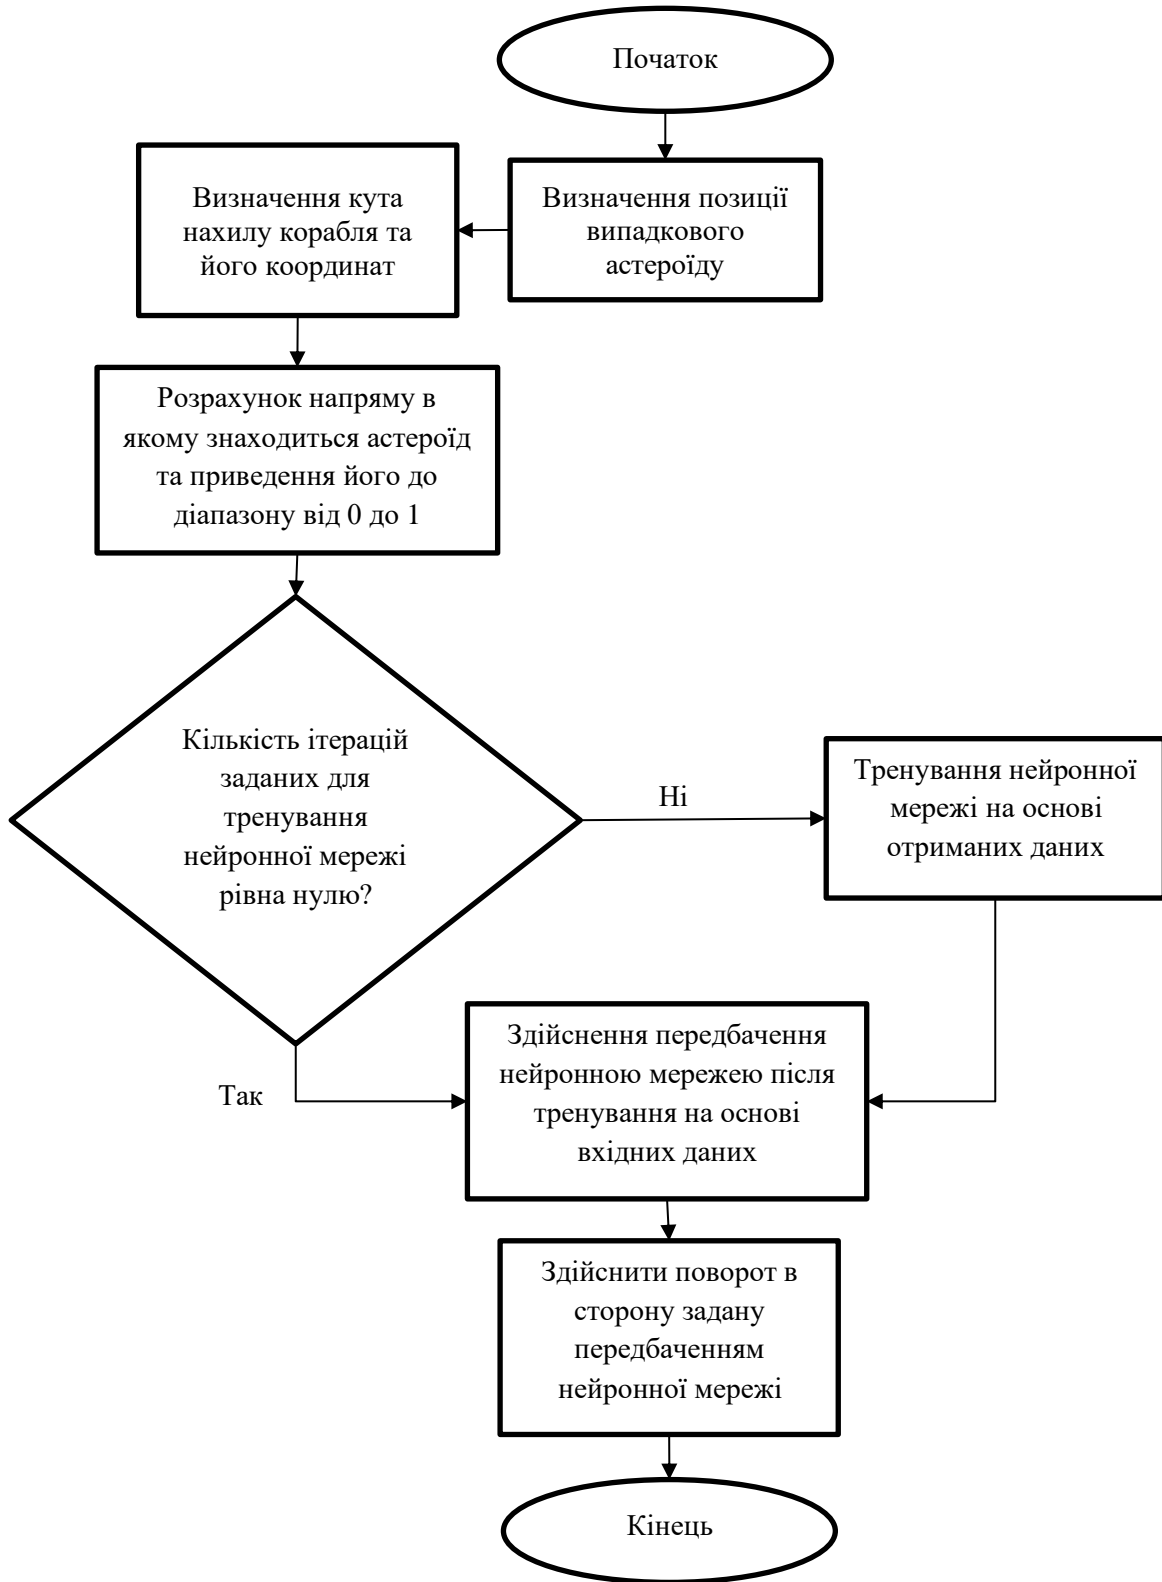 Початок
Визначення позиції
випадкового
астероїду
Визначення кута
нахилу корабля та
його координат
Розрахунок напряму в
якому знаходиться астероїд
та приведення його до
діапазону від 0 до 1
Кількість ітерацій
заданих для
тренування
нейронної мережі
рівна нулю?
Ні
Тренування нейронної
мережі на основі
отриманих даних
Так
Здійснення передбачення
нейронною мережею після
тренування на основі
вхідних даних
Здійснити поворот в
сторону задану
передбаченням
нейронної мережі
Кінець